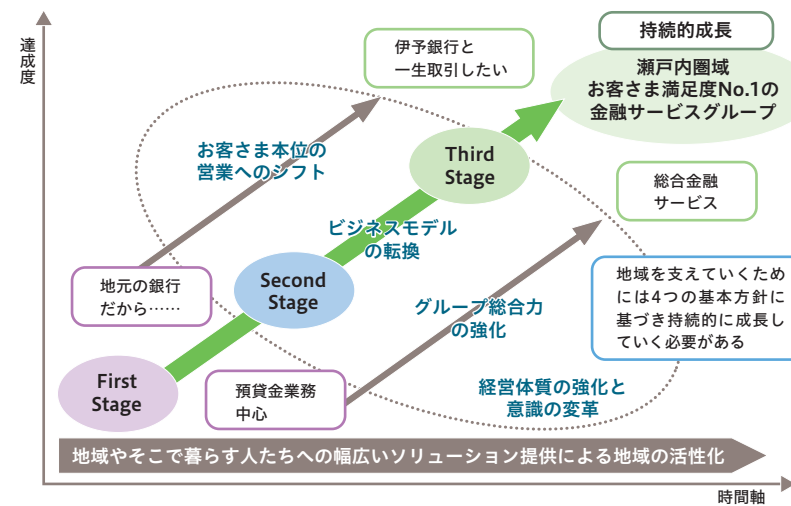 達成度
持続的成長
瀬戸内圏域
お客さま満足度No.1の
金融サービスグループ
伊予銀行と
一生取引したい
お客さま本位の
営業へのシフト
Third
Stage
総合金融
サービス
ビジネスモデル
の転換
地元の銀行
だから……
Second
Stage
地域を支えていくため
には4つの基本方針に
基づき持続的に成長し
ていく必要がある
グループ総合力
の強化
First
Stage
預貸金業務
中心
経営体質の強化と
意識の変革
地域やそこで暮らす人たちへの幅広いソリューション提供による地域の活性化
時間軸